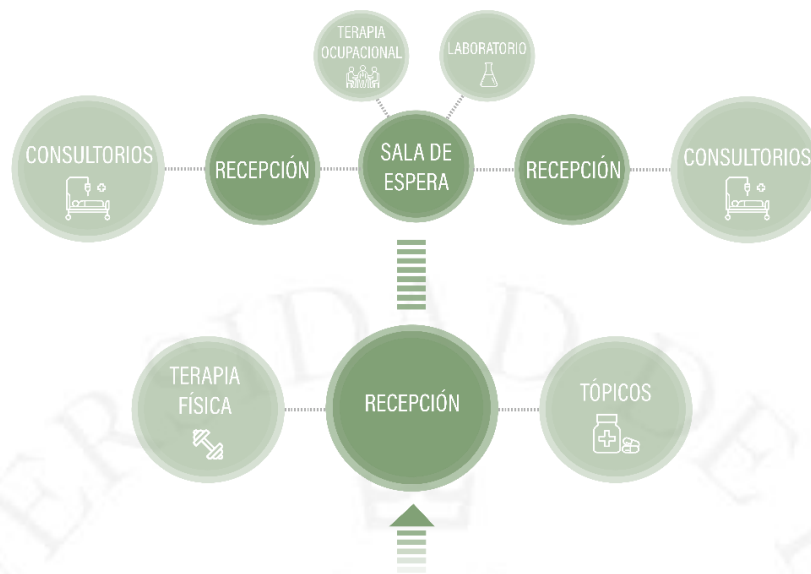 TERAPIA
OCUPACIONAL
LABORATORIO
CONSULTORIOS
RECEPCIÓN
SALA DE
ESPERA
RECEPCIÓN
CONSULTORIOS
TERAPIA
FÍSICA
RECEPCIÓN
TÓPICOS